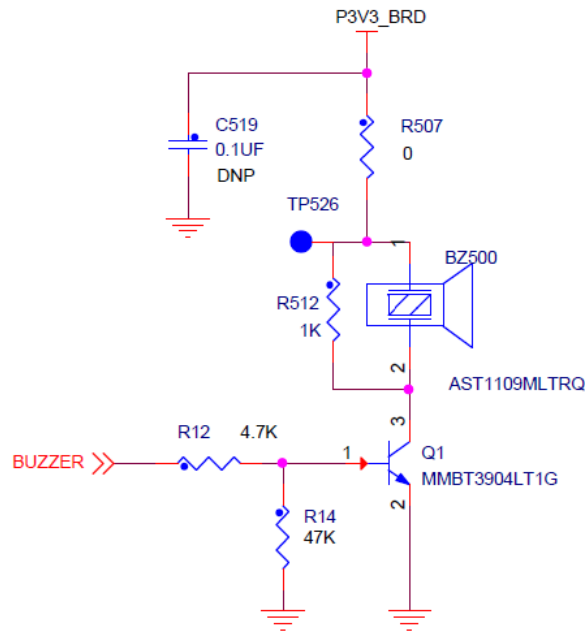 P3V3_BRD
C519
0.1UF
DNP
R507
0
TP526
1
BZ500
R512
1K
2
AST1109MLTRQ
3
R12 4.7K
BUZZER
1
Q1
MMBT3904LT1G
2
R14
47K